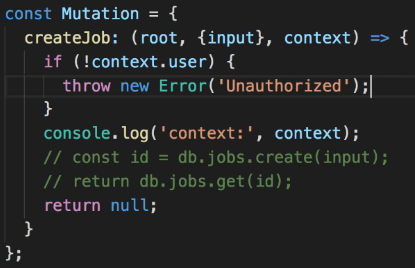 const Mutation = {
  createJob: (root, {input}, context) => {
    if (!context.user) {
      throw new Error('Unauthorized');
    }
    console.log('context:', context);
    // const id = db.jobs.create(input);
    // return db.jobs.get(id);
    return null;
  }
};